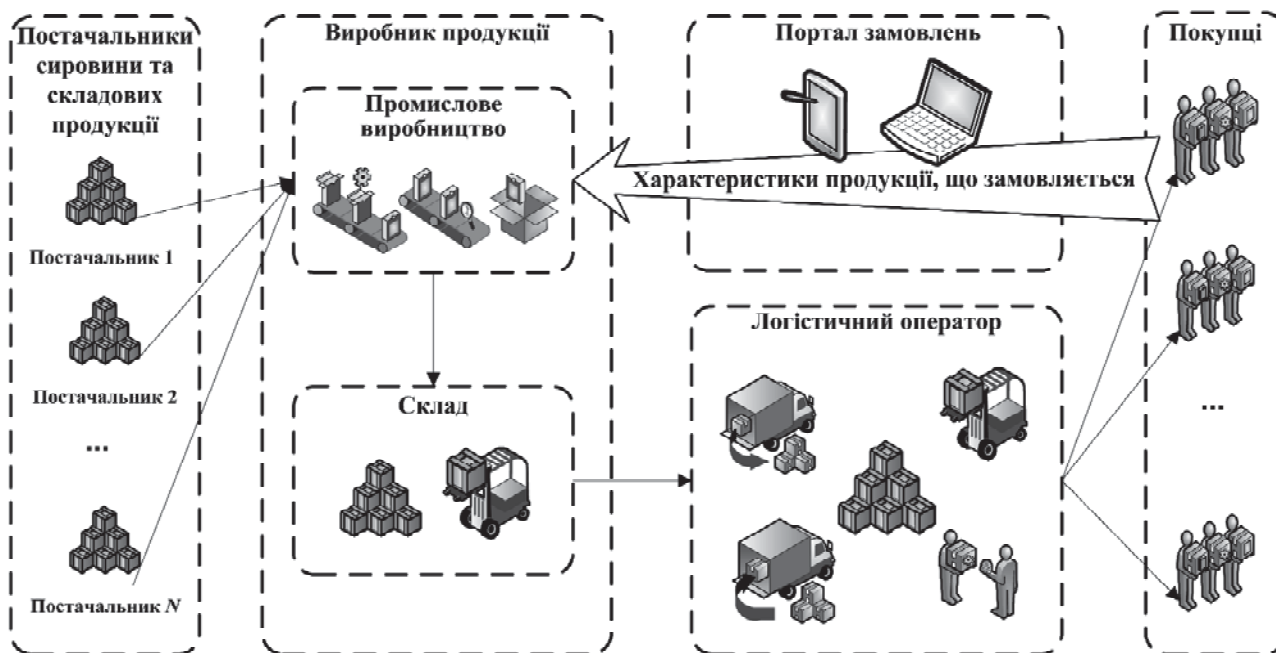 Постачальники
сировини та
складових
продукції
Постачальник 1
Постачальник 2
...
Постачальник N
Виробник продукції
Промислове
виробництво
Склад
Портал замовлень
Характеристики продукції, що замовляється
Логістичний оператор
Покупці
...